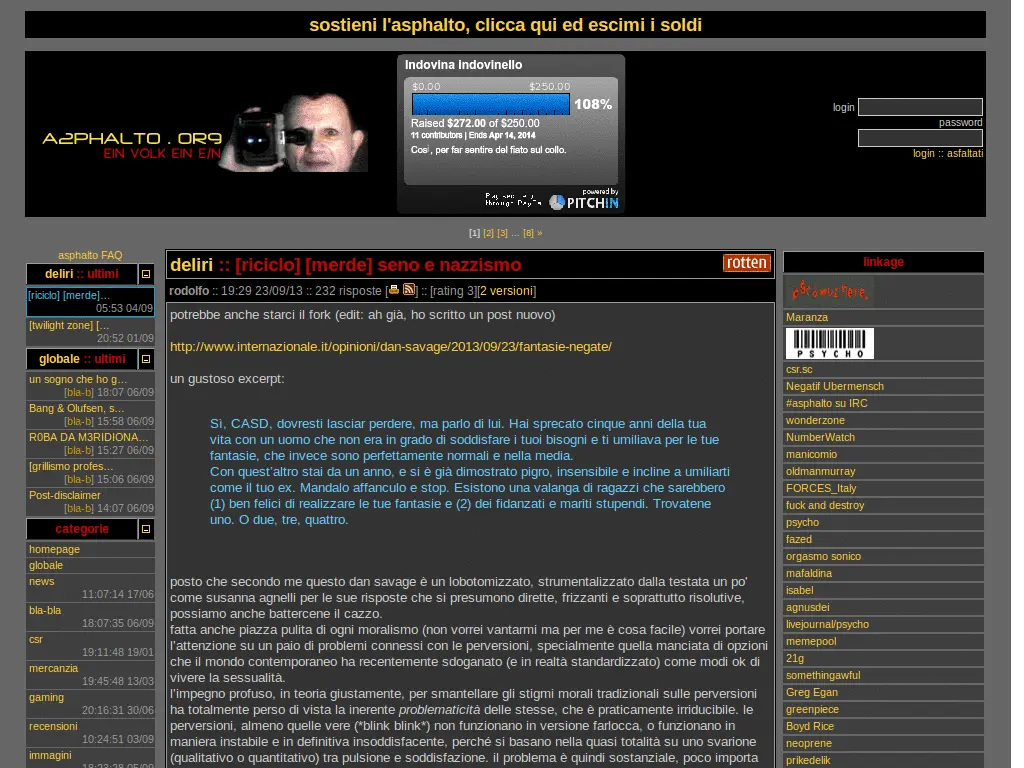 sostieni l'asphalto, clicca qui ed escimi i soldi
A2PHALTO . OR9
EIN VOLK EIN E/N
Indovina indovinello
$0.00 $250.00
108%
Raised $272.00 of $250.00
11 contributors | Ends Apr 14, 2014
Così, per far sentire del fiato sul collo.
powered by
PITCHIN
login
password
login :: asfaltati
[1] [2] [3] ... [8] »
asphalto FAQ
deliri :: ultimi
[riciclo] [merde]...
05:53 04/09
[twilight zone] [...
20:52 01/09
globale :: ultimi
un sogno che ho g...
[bla-b] 18:07 06/09
Bang & Olufsen, s...
[bla-b] 15:58 06/09
R0BA DA M3RIDIONA...
[bla-b] 15:27 06/09
[grillismo profes...
[bla-b] 15:06 06/09
Post-disclaimer
[bla-b] 14:07 06/09
categorie
homepage
globale
news
11:07:14 17/06
bla-bla
18:07:35 06/09
csr
19:11:48 19/01
mercanzia
19:45:48 13/03
gaming
20:16:31 30/06
recensioni
10:24:51 03/09
immagini
18:23:28 05/09
deliri :: [riciclo] [merde] seno e nazzismo
rotten
rodolfo :: 19:29 23/09/13 :: 232 risposte [ ] :: [rating 3][2 versioni]
potrebbe anche starci il fork (edit: ah già, ho scritto un post nuovo)
http://www.internazionale.it/opinioni/dan-savage/2013/09/23/fantasie-negate/
un gustoso excerpt:
Sì, CASD, dovresti lasciar perdere, ma parlo di lui. Hai sprecato cinque anni della tua
vita con un uomo che non era in grado di soddisfare i tuoi bisogni e ti umiliava per le tue
fantasie, che invece sono perfettamente normali e nella media.
Con quest'altro stai da un anno, e si è già dimostrato pigro, insensibile e incline a umiliarti
come il tuo ex. Mandalo affanculo e stop. Esistono una valanga di ragazzi che sarebbero
(1) ben felici di realizzare le tue fantasie e (2) dei fidanzati e mariti stupendi. Trovatene
uno. O due, tre, quattro.
posto che secondo me questo dan savage è un lobotomizzato, strumentalizzato dalla testata un po'
come susanna agnelli per le sue risposte che si presumono dirette, frizzanti e soprattutto risolutive,
possiamo anche battercene il cazzo.
fatta anche piazza pulita di ogni moralismo (non vorrei vantarmi ma per me è cosa facile) vorrei portare
l'attenzione su un paio di problemi connessi con le perversioni, specialmente quella manciata di opzioni
che il mondo contemporaneo ha recentemente sdoganato (e in realtà standardizzato) come modi ok di
vivere la sessualità.
l'impegno profuso, in teoria giustamente, per smantellare gli stigmi morali tradizionali sulle perversioni
ha totalmente perso di vista la inerente problematicità delle stesse, che è praticamente irriducibile. le
perversioni, almeno quelle vere (*blink blink*) non funzionano in versione farlocca, o funzionano in
maniera instabile e in definitiva insoddisfacente, perché si basano nella quasi totalità su uno svarione
(qualitativo o quantitativo) tra pulsione e soddisfazione. il problema è quindi sostanziale, poco importa
linkage
Maranza
PSYCHO
csr.sc
Negatif Ubermensch
#asphalto su IRC
wonderzone
NumberWatch
manicomio
oldmanmurray
FORCES_Italy
fuck and destroy
psycho
fazed
orgasmo sonico
mafaldina
isabel
agnusdei
livejournal/psycho
memepool
21g
somethingawful
Greg Egan
greenpiece
Boyd Rice
neoprene
prikedelik